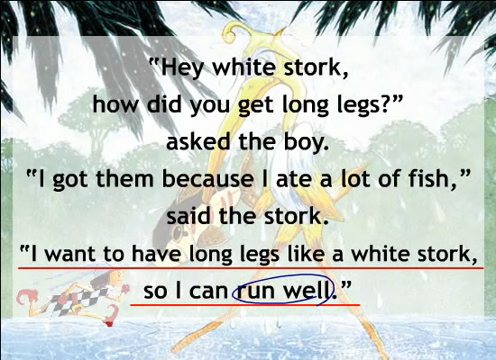 “Hey white stork,
how did you get long legs?”
asked the boy.
“I got them because I ate a lot of fish,”
said the stork.
“I want to have long legs like a white stork,
so I can run well.”